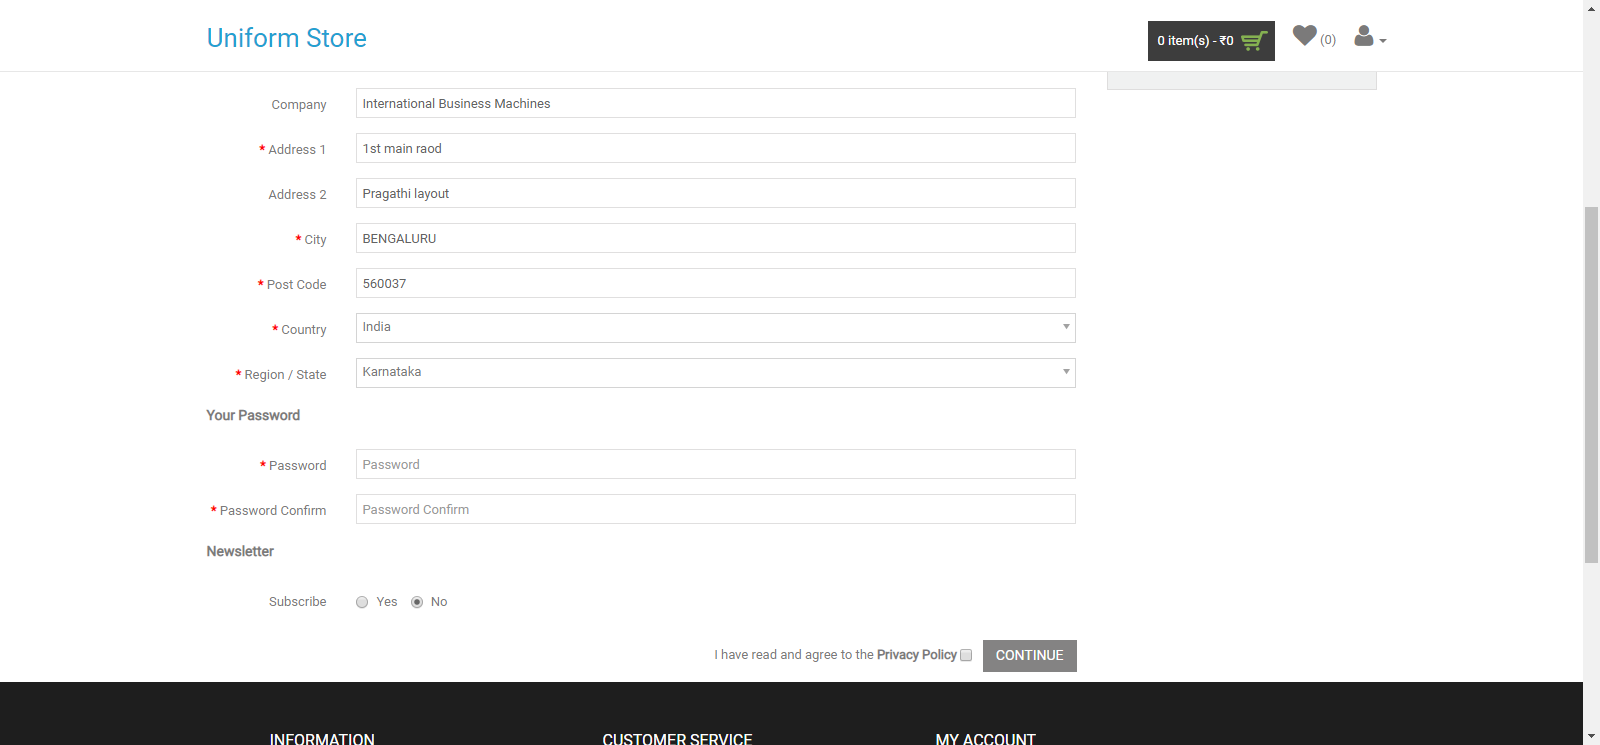 Uniform Store
0 item(s) - ₹0
(0)
Company
International Business Machines
* Address 1
1st main raod
Address 2
Pragathi layout
* City
BENGALURU
* Post Code
560037
* Country
India
* Region / State
Karnataka
Your Password
* Password
Password
* Password Confirm
Password Confirm
Newsletter
Subscribe
Yes
No
I have read and agree to the Privacy Policy
CONTINUE
INFORMATION
CUSTOMER SERVICE
MY ACCOUNT